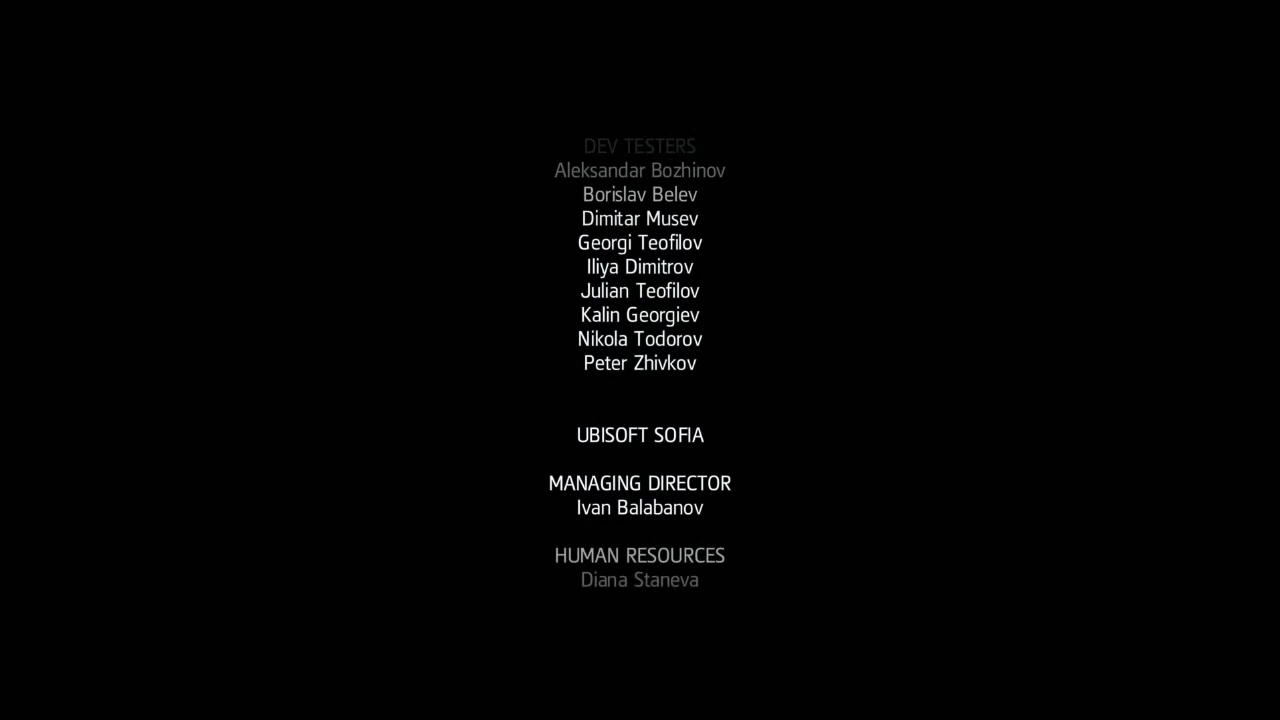 DEV TESTERS
Aleksandar Bozhinov
Borislav Belev
Dimitar Musev
Georgi Teofilov
Iliya Dimitrov
Julian Teofilov
Kalin Georgiev
Nikola Todorov
Peter Zhivkov
UBISOFT SOFIA
MANAGING DIRECTOR
Ivan Balabanov
HUMAN RESOURCES
Diana Staneva